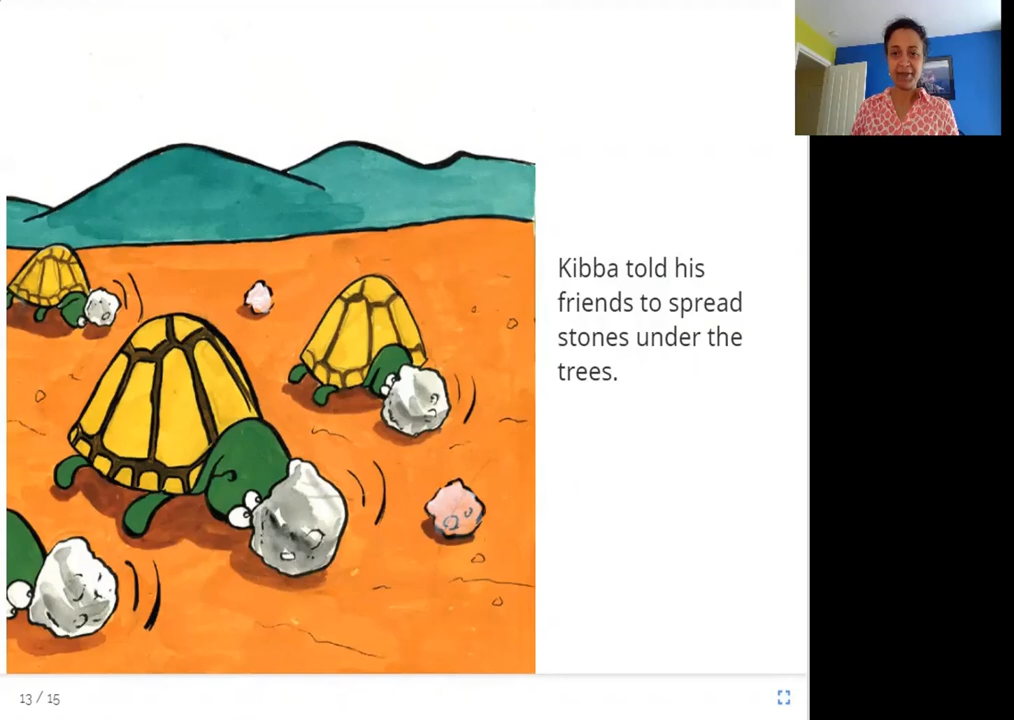 Kibba told his
friends to spread
stones under the
trees.
13 / 15